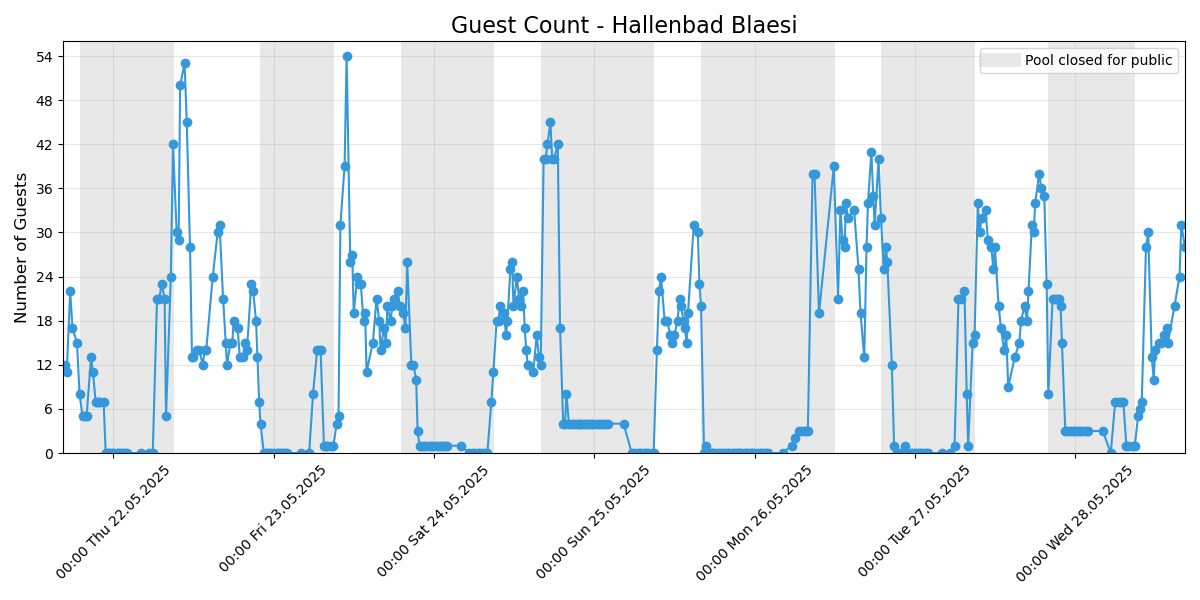 Guest Count - Hallenbad Blaesi
Pool closed for public
Number of Guests
54
48
42
36
30
24
18
12
6
0
00:00 Thu 22.05.2025
00:00 Fri 23.05.2025
00:00 Sat 24.05.2025
00:00 Sun 25.05.2025
00:00 Mon 26.05.2025
00:00 Tue 27.05.2025
00:00 Wed 28.05.2025